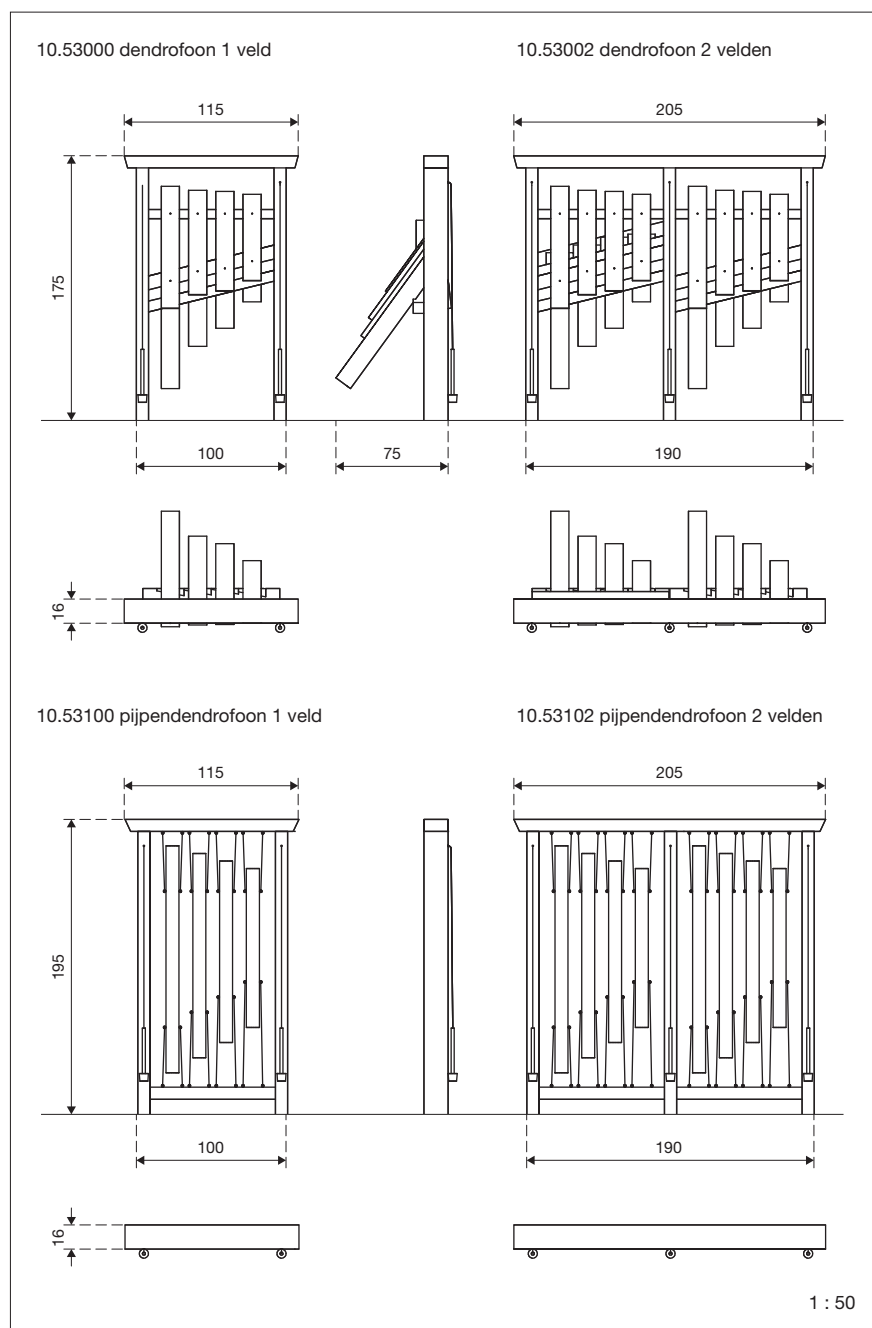 10.53000 dendrofoon 1 veld
10.53002 dendrofoon 2 velden
115
205
175
100
75
190
16
10.53100 pijpendendrofoon 1 veld
10.53102 pijpendendrofoon 2 velden
115
205
195
100
190
16
1 : 50